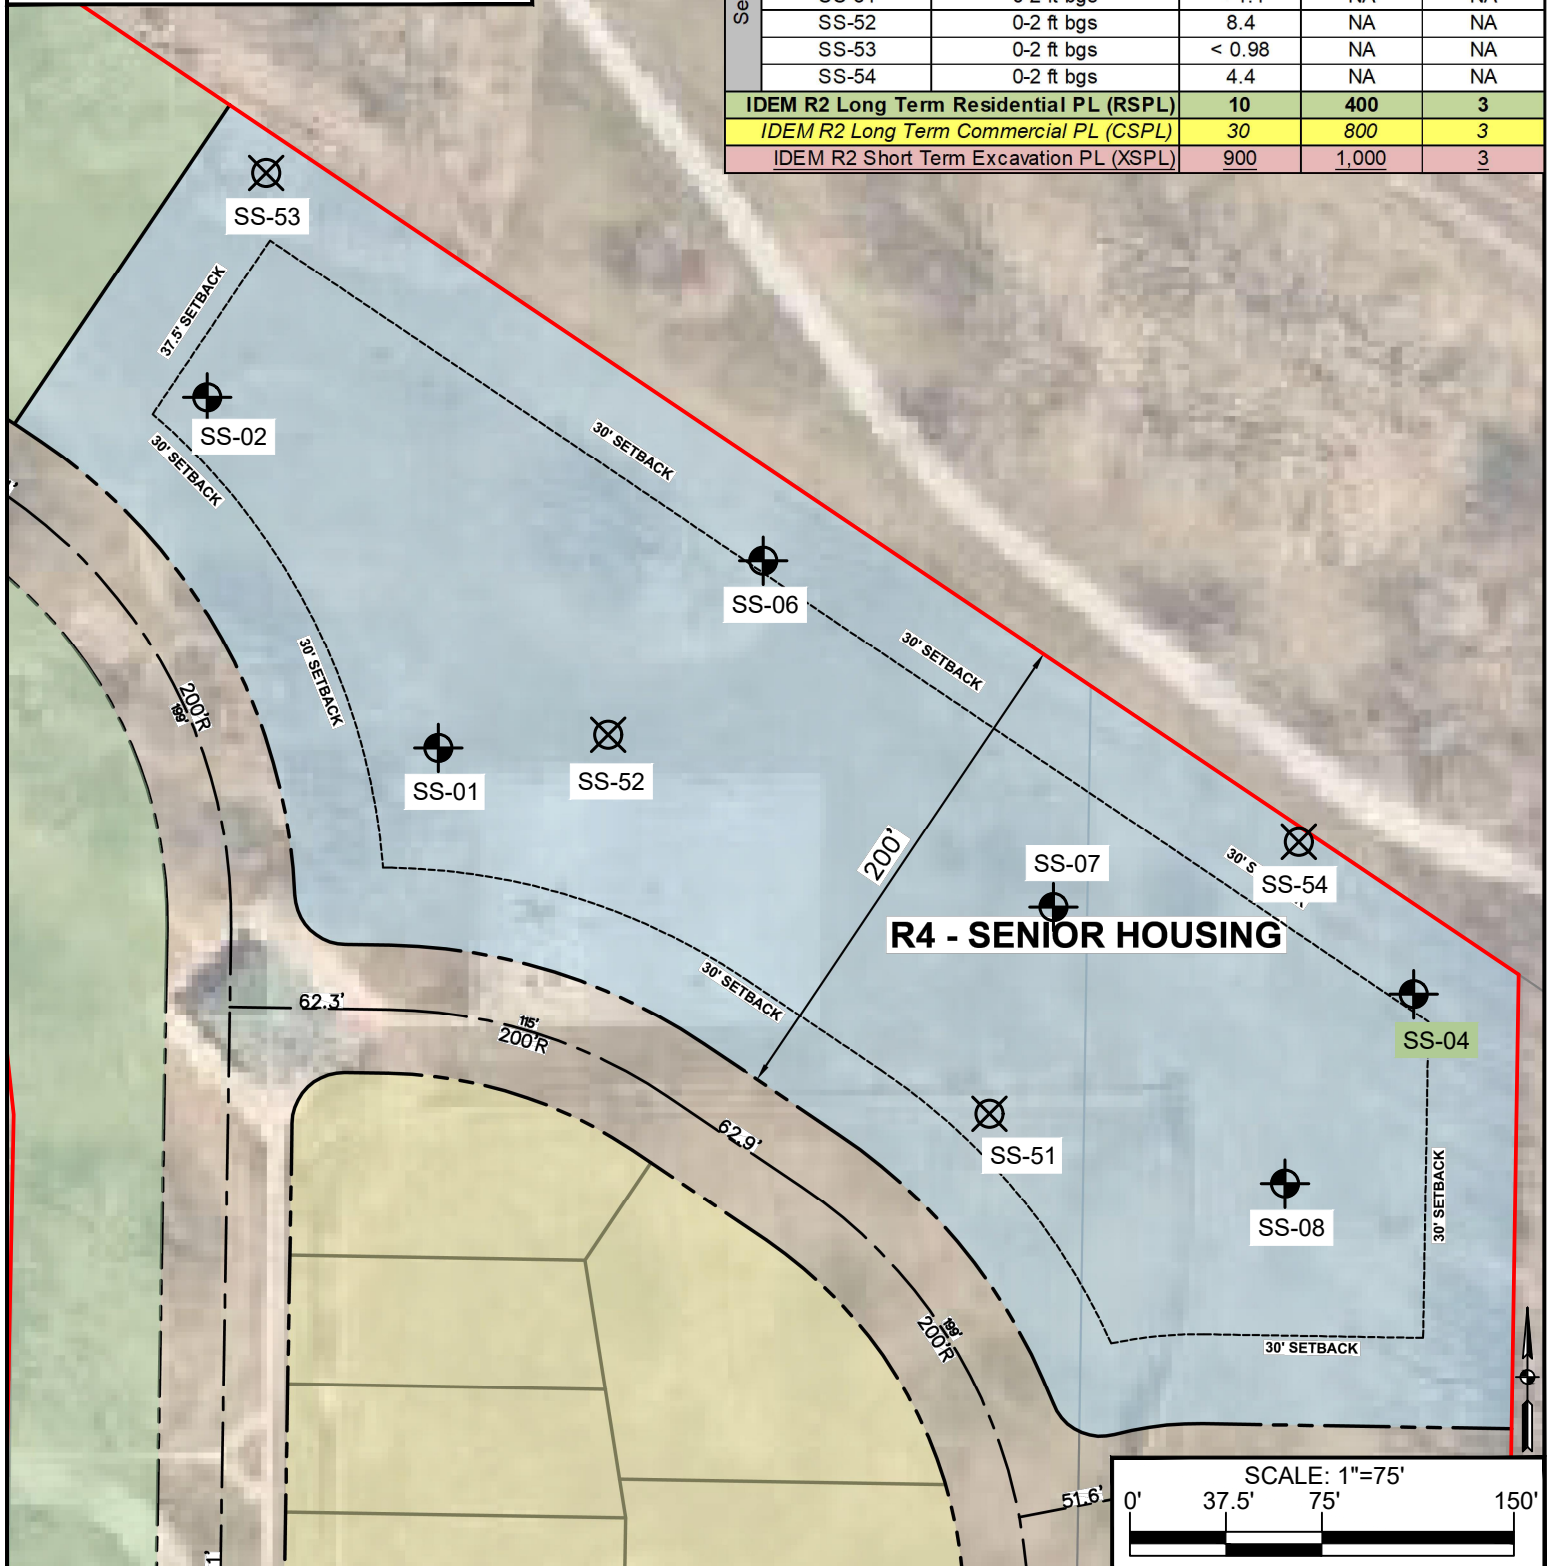 Se
SS-52 0-2 ft bgs 8.4 NA NA
SS-53 0-2 ft bgs < 0.98 NA NA
SS-54 0-2 ft bgs 4.4 NA NA
IDEM R2 Long Term Residential PL (RSPL) 10 400 3
IDEM R2 Long Term Commercial PL (CSPL) 30 800 3
IDEM R2 Short Term Excavation PL (XSPL) 900 1,000 3
SS-53
37.5' SETBACK
SS-02
30' SETBACK
30' SETBACK
SS-06
30' SETBACK
30' SETBACK
200'R
199'
SS-01
SS-52
200'
SS-07
30' S
SS-54
R4 - SENIOR HOUSING
30' SETBACK
62.3'
115'
200'R
SS-04
62.9'
SS-51
30' SETBACK
SS-08
199'
200'R
30' SETBACK
51.6'
1'
SCALE: 1"=75'
0' 37.5' 75' 150'